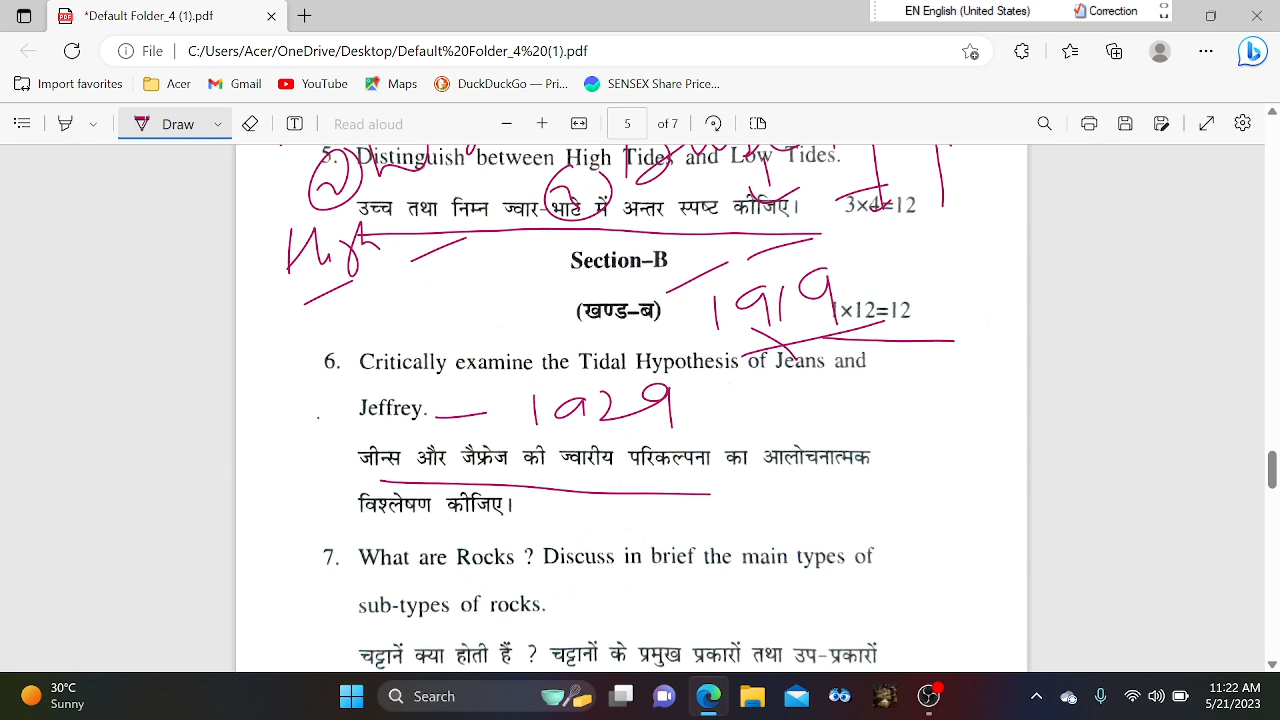 *Default Folder_4 (1).pdf
EN English (United States) Correction
File C:/Users/Acer/OneDrive/Desktop/Default%20Folder_4%20(1).pdf
Import favorites Acer Gmail YouTube Maps DuckDuckGo — Pri... SENSEX Share Price...
Draw Read aloud 5 of 7
5. Distinguish between High Tides and Low Tides.
उच्च तथा निम्न ज्वार-भाटे में अन्तर स्पष्ट कीजिए। 3×4=12
High
Section–B
(खण्ड–ब) 1919 1×12=12
6. Critically examine the Tidal Hypothesis of Jeans and
Jeffrey. — 1929
जीन्स और जैफ्रेज की ज्वारीय परिकल्पना का आलोचनात्मक
विश्लेषण कीजिए।
7. What are Rocks ? Discuss in brief the main types of
sub-types of rocks.
चट्टानें क्या होती हैं ? चट्टानों के प्रमुख प्रकारों तथा उप-प्रकारों
30°C
Sunny
Search
11:22 AM
5/21/2023